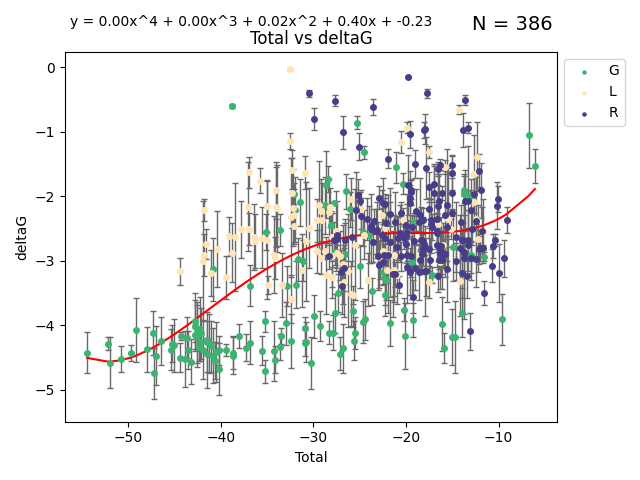 y = 0.00x^4 + 0.00x^3 + 0.02x^2 + 0.40x + -0.23
N = 386
Total vs deltaG
G
L
R
deltaG
0
−1
−2
−3
−4
−5
−50
−40
−30
−20
−10
Total